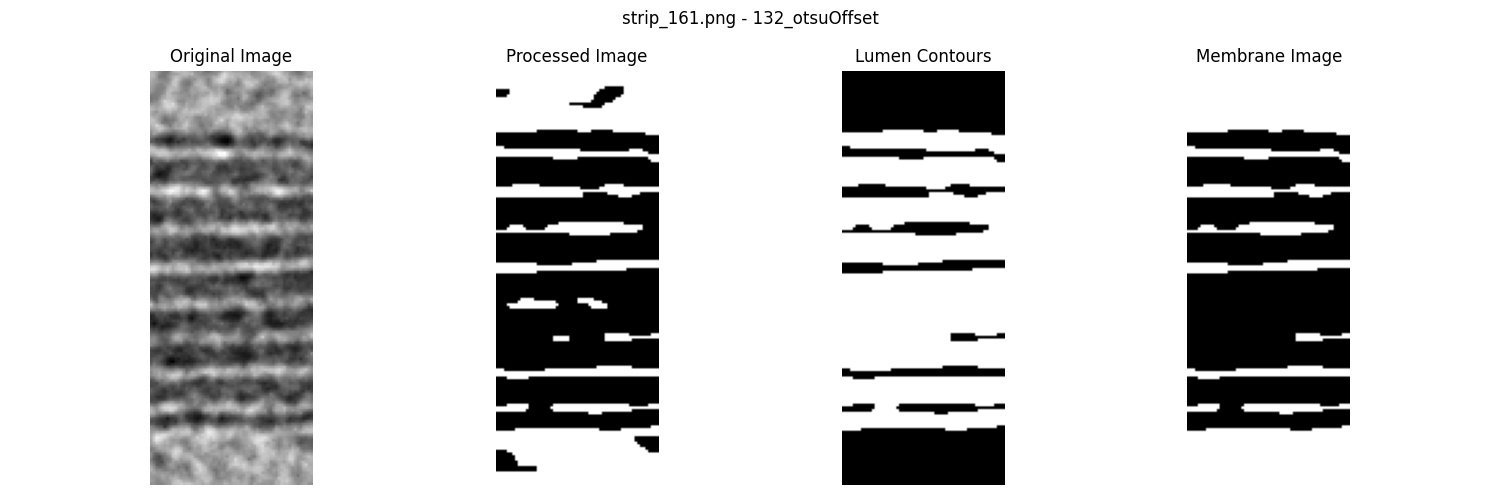 strip_161.png - 132_otsuOffset
Original Image
Processed Image
Lumen Contours
Membrane Image